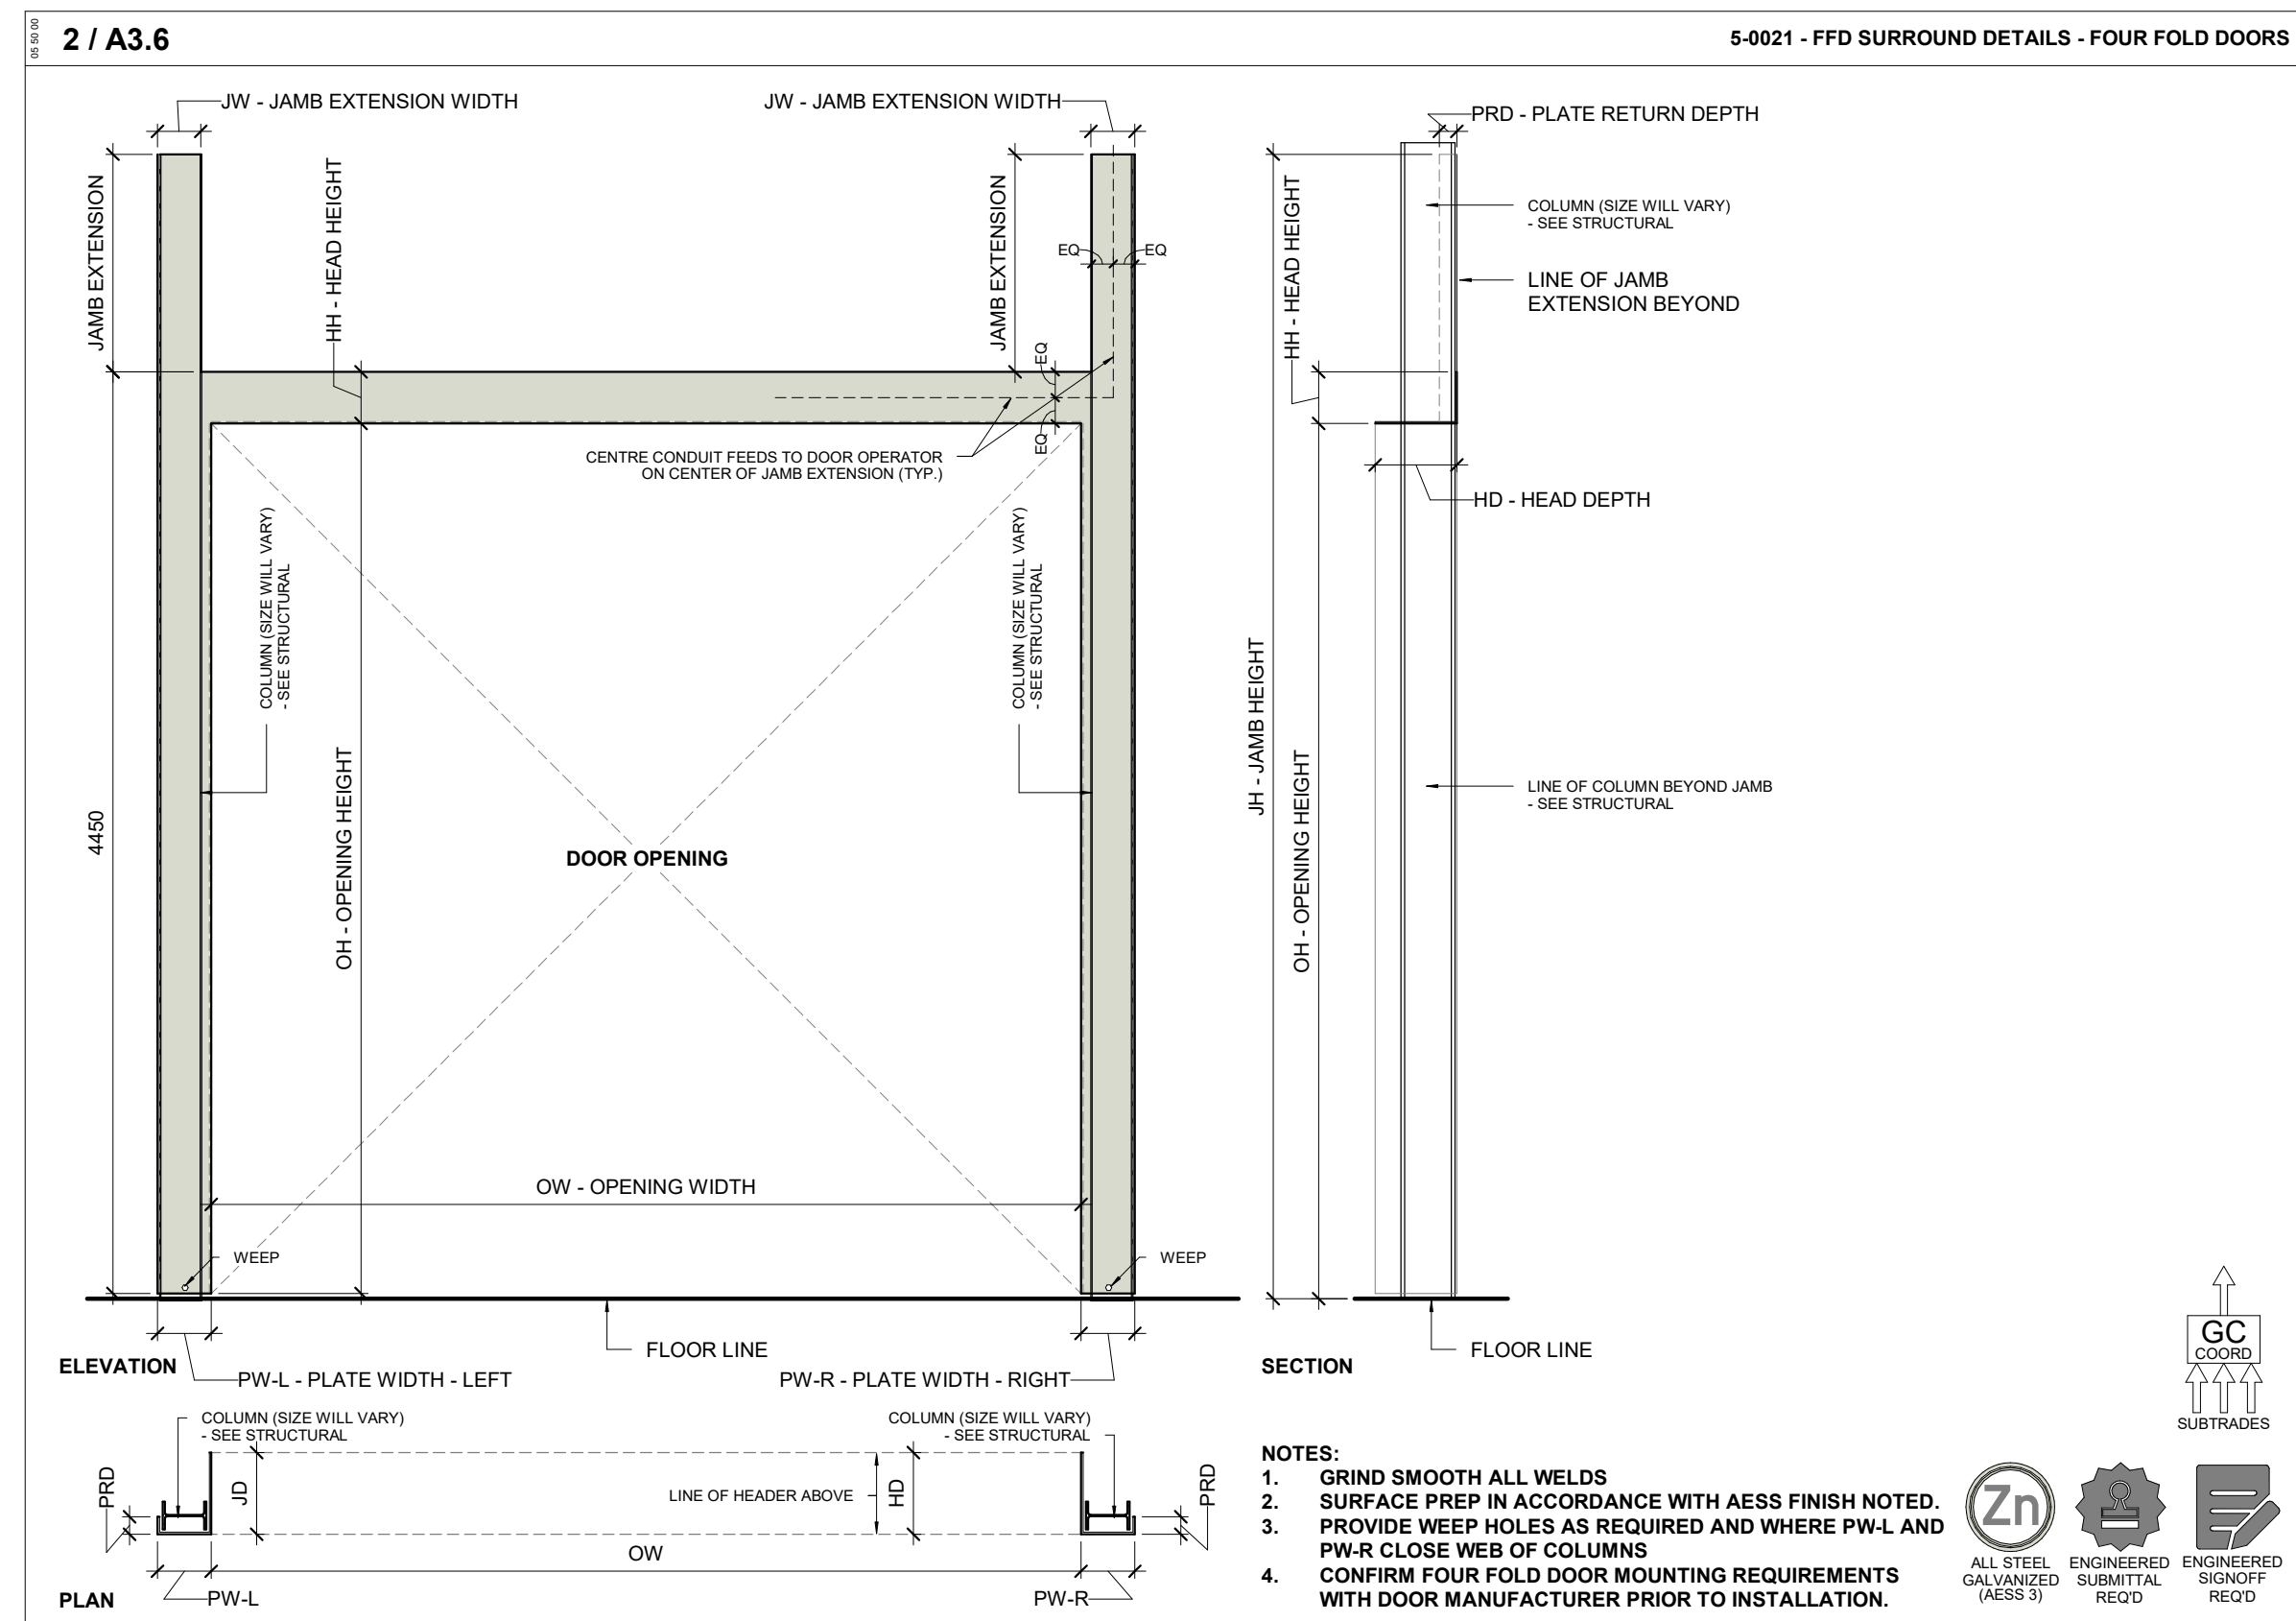 05 50 00
2 / A3.6
5-0021 - FFD SURROUND DETAILS - FOUR FOLD DOORS
JW - JAMB EXTENSION WIDTH
JW - JAMB EXTENSION WIDTH
PRD - PLATE RETURN DEPTH
JAMB EXTENSION
HH - HEAD HEIGHT
JAMB EXTENSION
EQ
EQ
EQ
EQ
HH - HEAD HEIGHT
COLUMN (SIZE WILL VARY)
- SEE STRUCTURAL
LINE OF JAMB
EXTENSION BEYOND
CENTRE CONDUIT FEEDS TO DOOR OPERATOR
ON CENTER OF JAMB EXTENSION (TYP.)
HD - HEAD DEPTH
COLUMN (SIZE WILL VARY)
- SEE STRUCTURAL
COLUMN (SIZE WILL VARY)
- SEE STRUCTURAL
4450
OH - OPENING HEIGHT
DOOR OPENING
JH - JAMB HEIGHT
OH - OPENING HEIGHT
LINE OF COLUMN BEYOND JAMB
- SEE STRUCTURAL
OW - OPENING WIDTH
WEEP
WEEP
FLOOR LINE
FLOOR LINE
ELEVATION
PW-L - PLATE WIDTH - LEFT
PW-R - PLATE WIDTH - RIGHT
SECTION
COLUMN (SIZE WILL VARY)
- SEE STRUCTURAL
COLUMN (SIZE WILL VARY)
- SEE STRUCTURAL
PRD
JD
LINE OF HEADER ABOVE
HD
PRD
OW
PLAN
PW-L
PW-R
NOTES:
1. GRIND SMOOTH ALL WELDS
2. SURFACE PREP IN ACCORDANCE WITH AESS FINISH NOTED.
3. PROVIDE WEEP HOLES AS REQUIRED AND WHERE PW-L AND
PW-R CLOSE WEB OF COLUMNS
4. CONFIRM FOUR FOLD DOOR MOUNTING REQUIREMENTS
WITH DOOR MANUFACTURER PRIOR TO INSTALLATION.
GC
COORD
SUBTRADES
Zn
ALL STEEL
GALVANIZED
(AESS 3)
ENGINEERED
SUBMITTAL
REQ'D
ENGINEERED
SIGNOFF
REQ'D